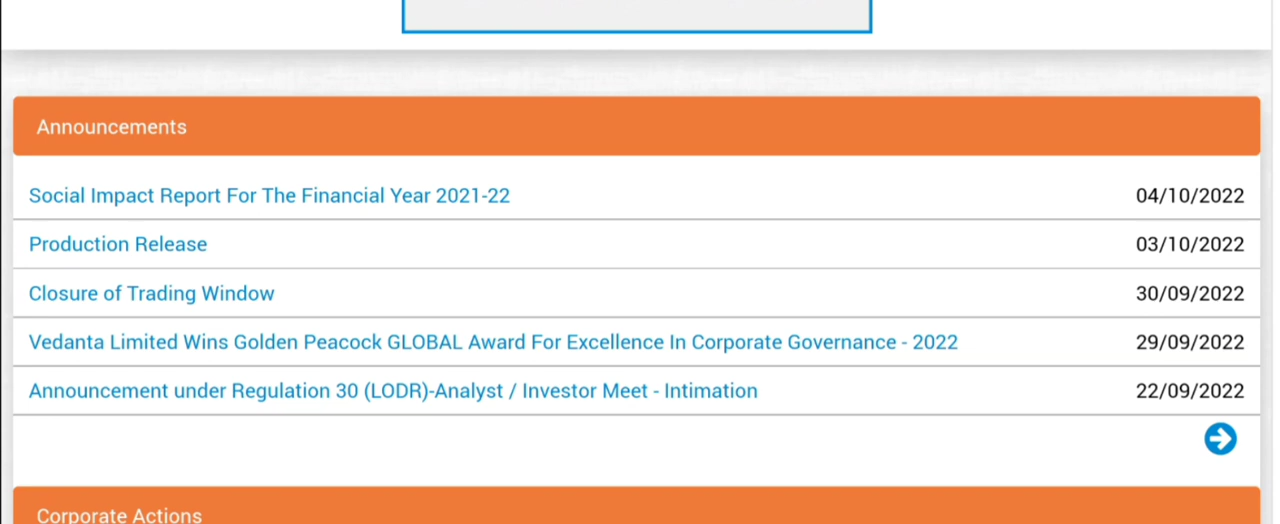 Announcements
Social Impact Report For The Financial Year 2021-22 04/10/2022
Production Release 03/10/2022
Closure of Trading Window 30/09/2022
Vedanta Limited Wins Golden Peacock GLOBAL Award For Excellence In Corporate Governance - 2022 29/09/2022
Announcement under Regulation 30 (LODR)-Analyst / Investor Meet - Intimation 22/09/2022
Corporate Actions